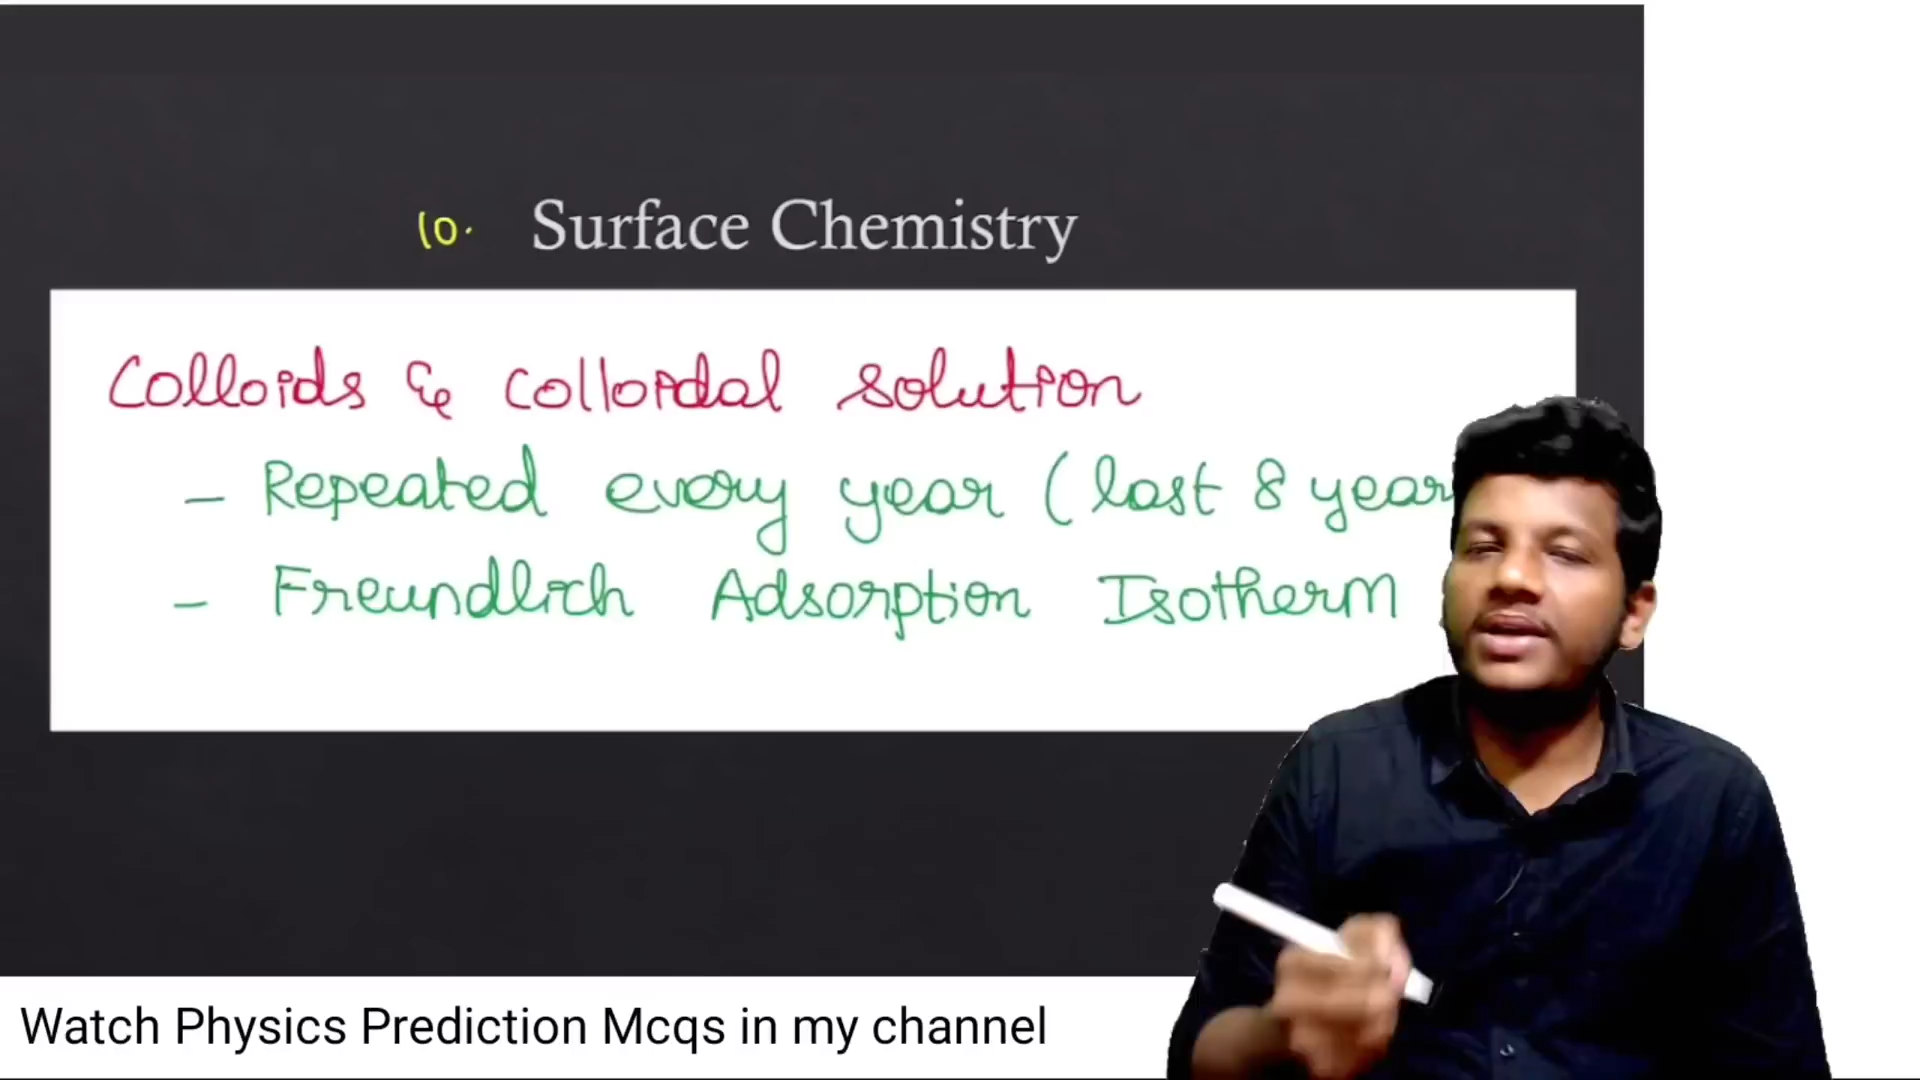 10. Surface Chemistry
Colloids & colloidal solution
- Repeated every year (last 8 year
- Freundlich Adsorption Isotherm
Watch Physics Prediction Mcqs in my channel